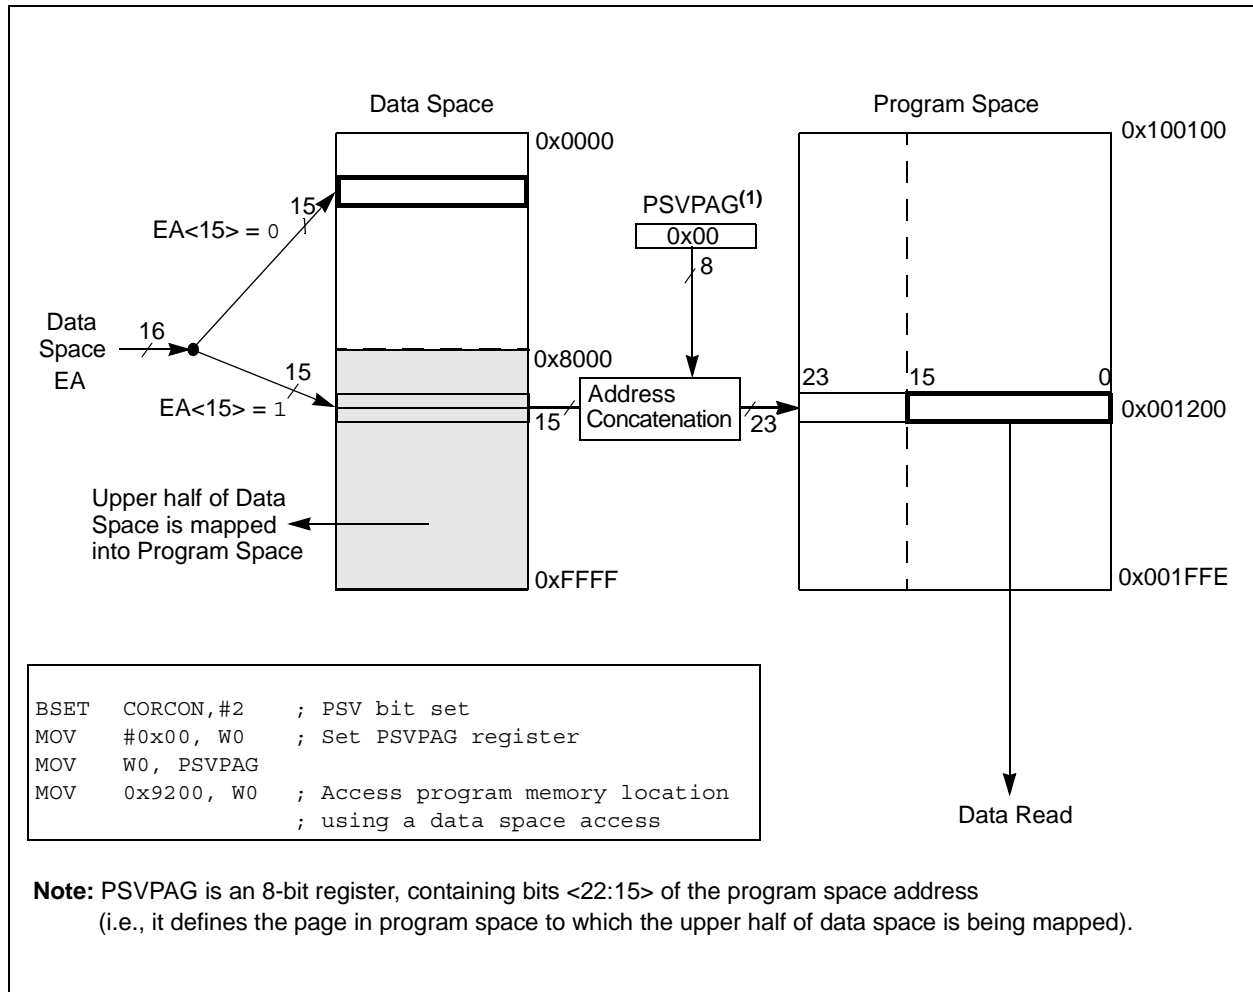 Data Space
Program Space
0x0000
0x100100
15
PSVPAG(1)
EA<15> = 0
0x00
8
Data
Space
EA
16
0x8000
15
EA<15> = 1
15
Address
Concatenation
23
23
15
0
0x001200
Upper half of Data
Space is mapped
into Program Space
0xFFFF
0x001FFE
BSET CORCON,#2 ; PSV bit set
MOV #0x00, W0 ; Set PSVPAG register
MOV W0, PSVPAG
MOV 0x9200, W0 ; Access program memory location
; using a data space access
Data Read
Note: PSVPAG is an 8-bit register, containing bits <22:15> of the program space address
(i.e., it defines the page in program space to which the upper half of data space is being mapped).